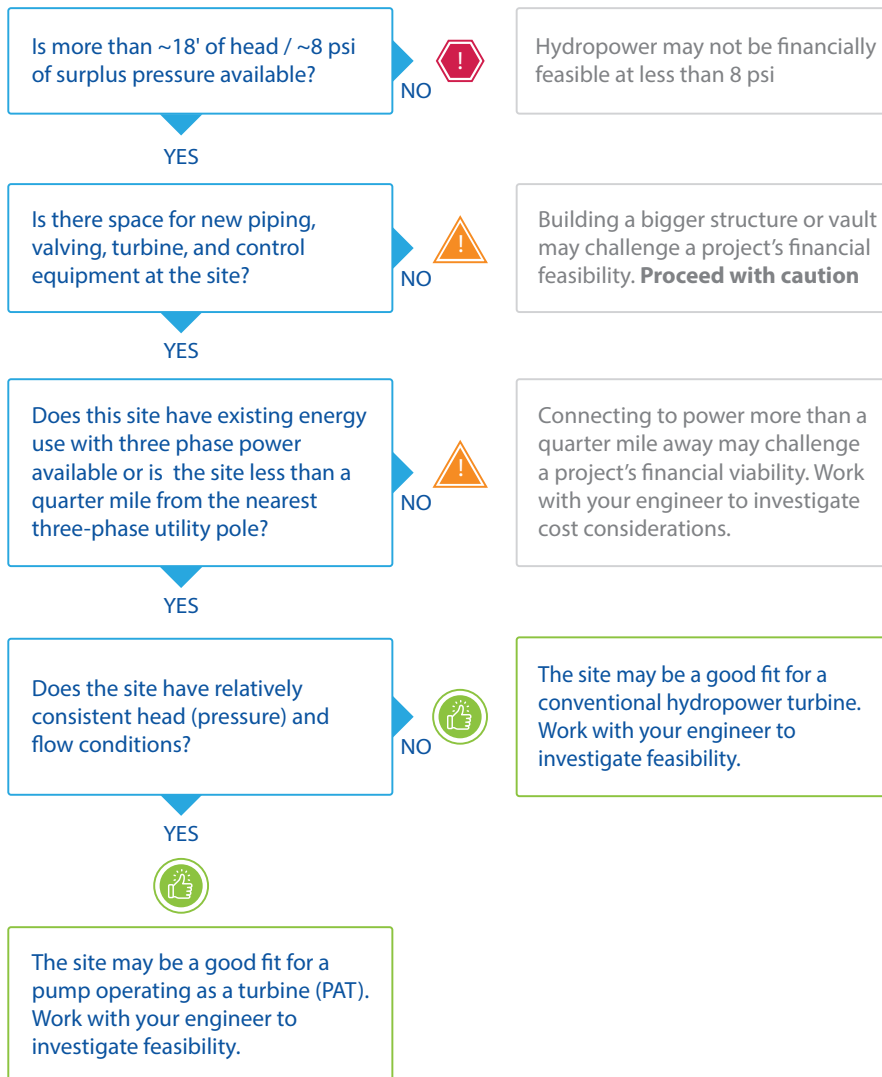 Is more than ~18' of head / ~8 psi
of surplus pressure available?
NO
!
Hydropower may not be financially
feasible at less than 8 psi
YES
Is there space for new piping,
valving, turbine, and control
equipment at the site?
NO
!
Building a bigger structure or vault
may challenge a project's financial
feasibility. Proceed with caution
YES
Does this site have existing energy
use with three phase power
available or is the site less than a
quarter mile from the nearest
three-phase utility pole?
NO
!
Connecting to power more than a
quarter mile away may challenge
a project's financial viability. Work
with your engineer to investigate
cost considerations.
YES
Does the site have relatively
consistent head (pressure) and
flow conditions?
NO
The site may be a good fit for a
conventional hydropower turbine.
Work with your engineer to
investigate feasibility.
YES
The site may be a good fit for a
pump operating as a turbine (PAT).
Work with your engineer to
investigate feasibility.